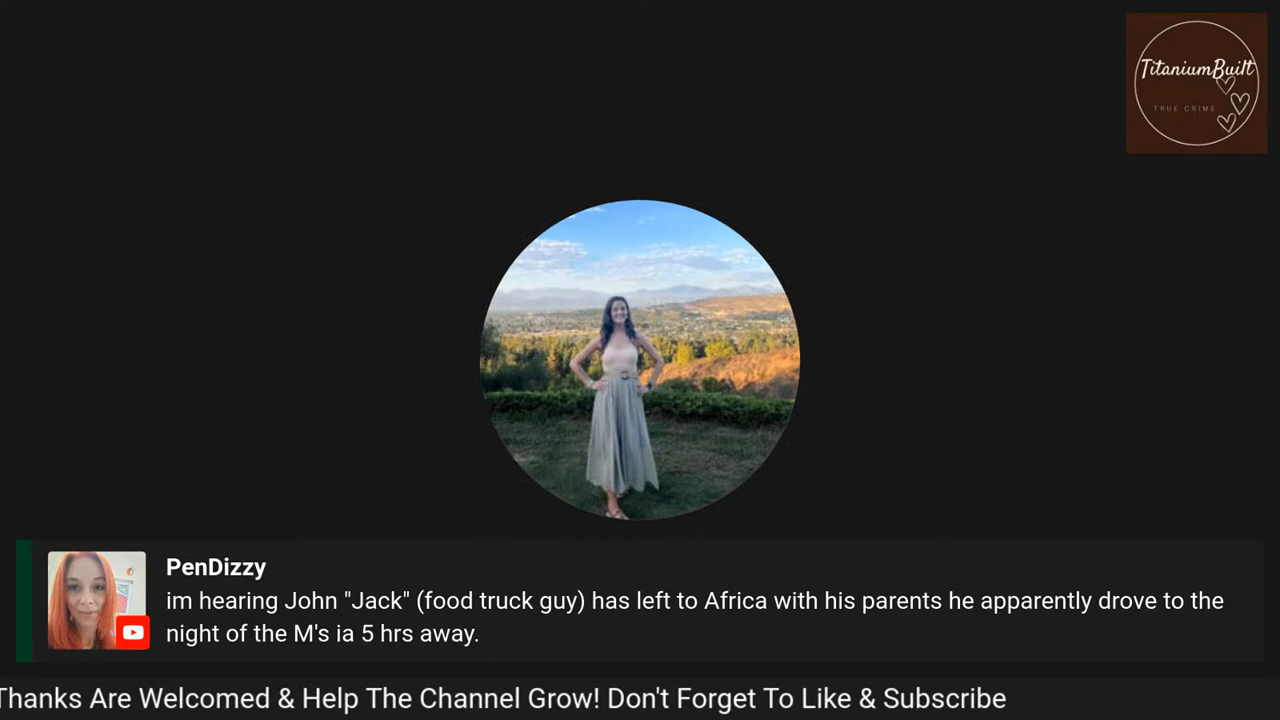 TitaniumBuilt
TRUE CRIME
PenDizzy
im hearing John "Jack" (food truck guy) has left to Africa with his parents he apparently drove to the
night of the M's ia 5 hrs away.
Thanks Are Welcomed & Help The Channel Grow! Don't Forget To Like & Subscribe